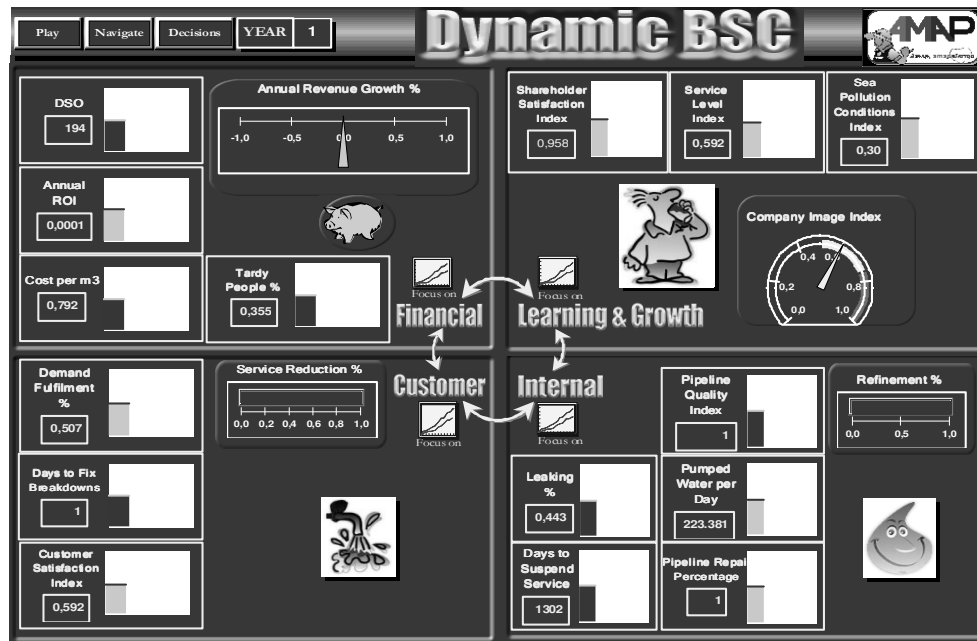 Play
Navigate
Decisions
YEAR 1
Dynamic BSC
AMAP
DSO
194
Annual
ROI
0,0001
Cost per m3
0,792
Annual Revenue Growth %
-1,0 -0,5 0,0 0,5 1,0
Tardy
People %
0,355
Focus on
Financial
Shareholder
Satisfaction
Index
0,958
Service
Level
Index
0,592
Sea
Pollution
Conditions
Index
0,30
Company Image Index
0,0 0,2 0,4 0,6 0,8 1,0
Focus on
Learning & Growth
Demand
Fulfilment
%
0,507
Days to Fix
Breakdowns
1
Customer
Satisfaction
Index
0,592
Service Reduction %
0,0 0,2 0,4 0,6 0,8 1,0
Customer
Focus on
Internal
Focus on
Pipeline
Quality
Index
1
Refinement %
0,0 0,5 1,0
Leaking
%
0,443
Pumped
Water per
Day
223.381
Days to
Suspend
Service
1302
Pipeline Repai
Percentage
1